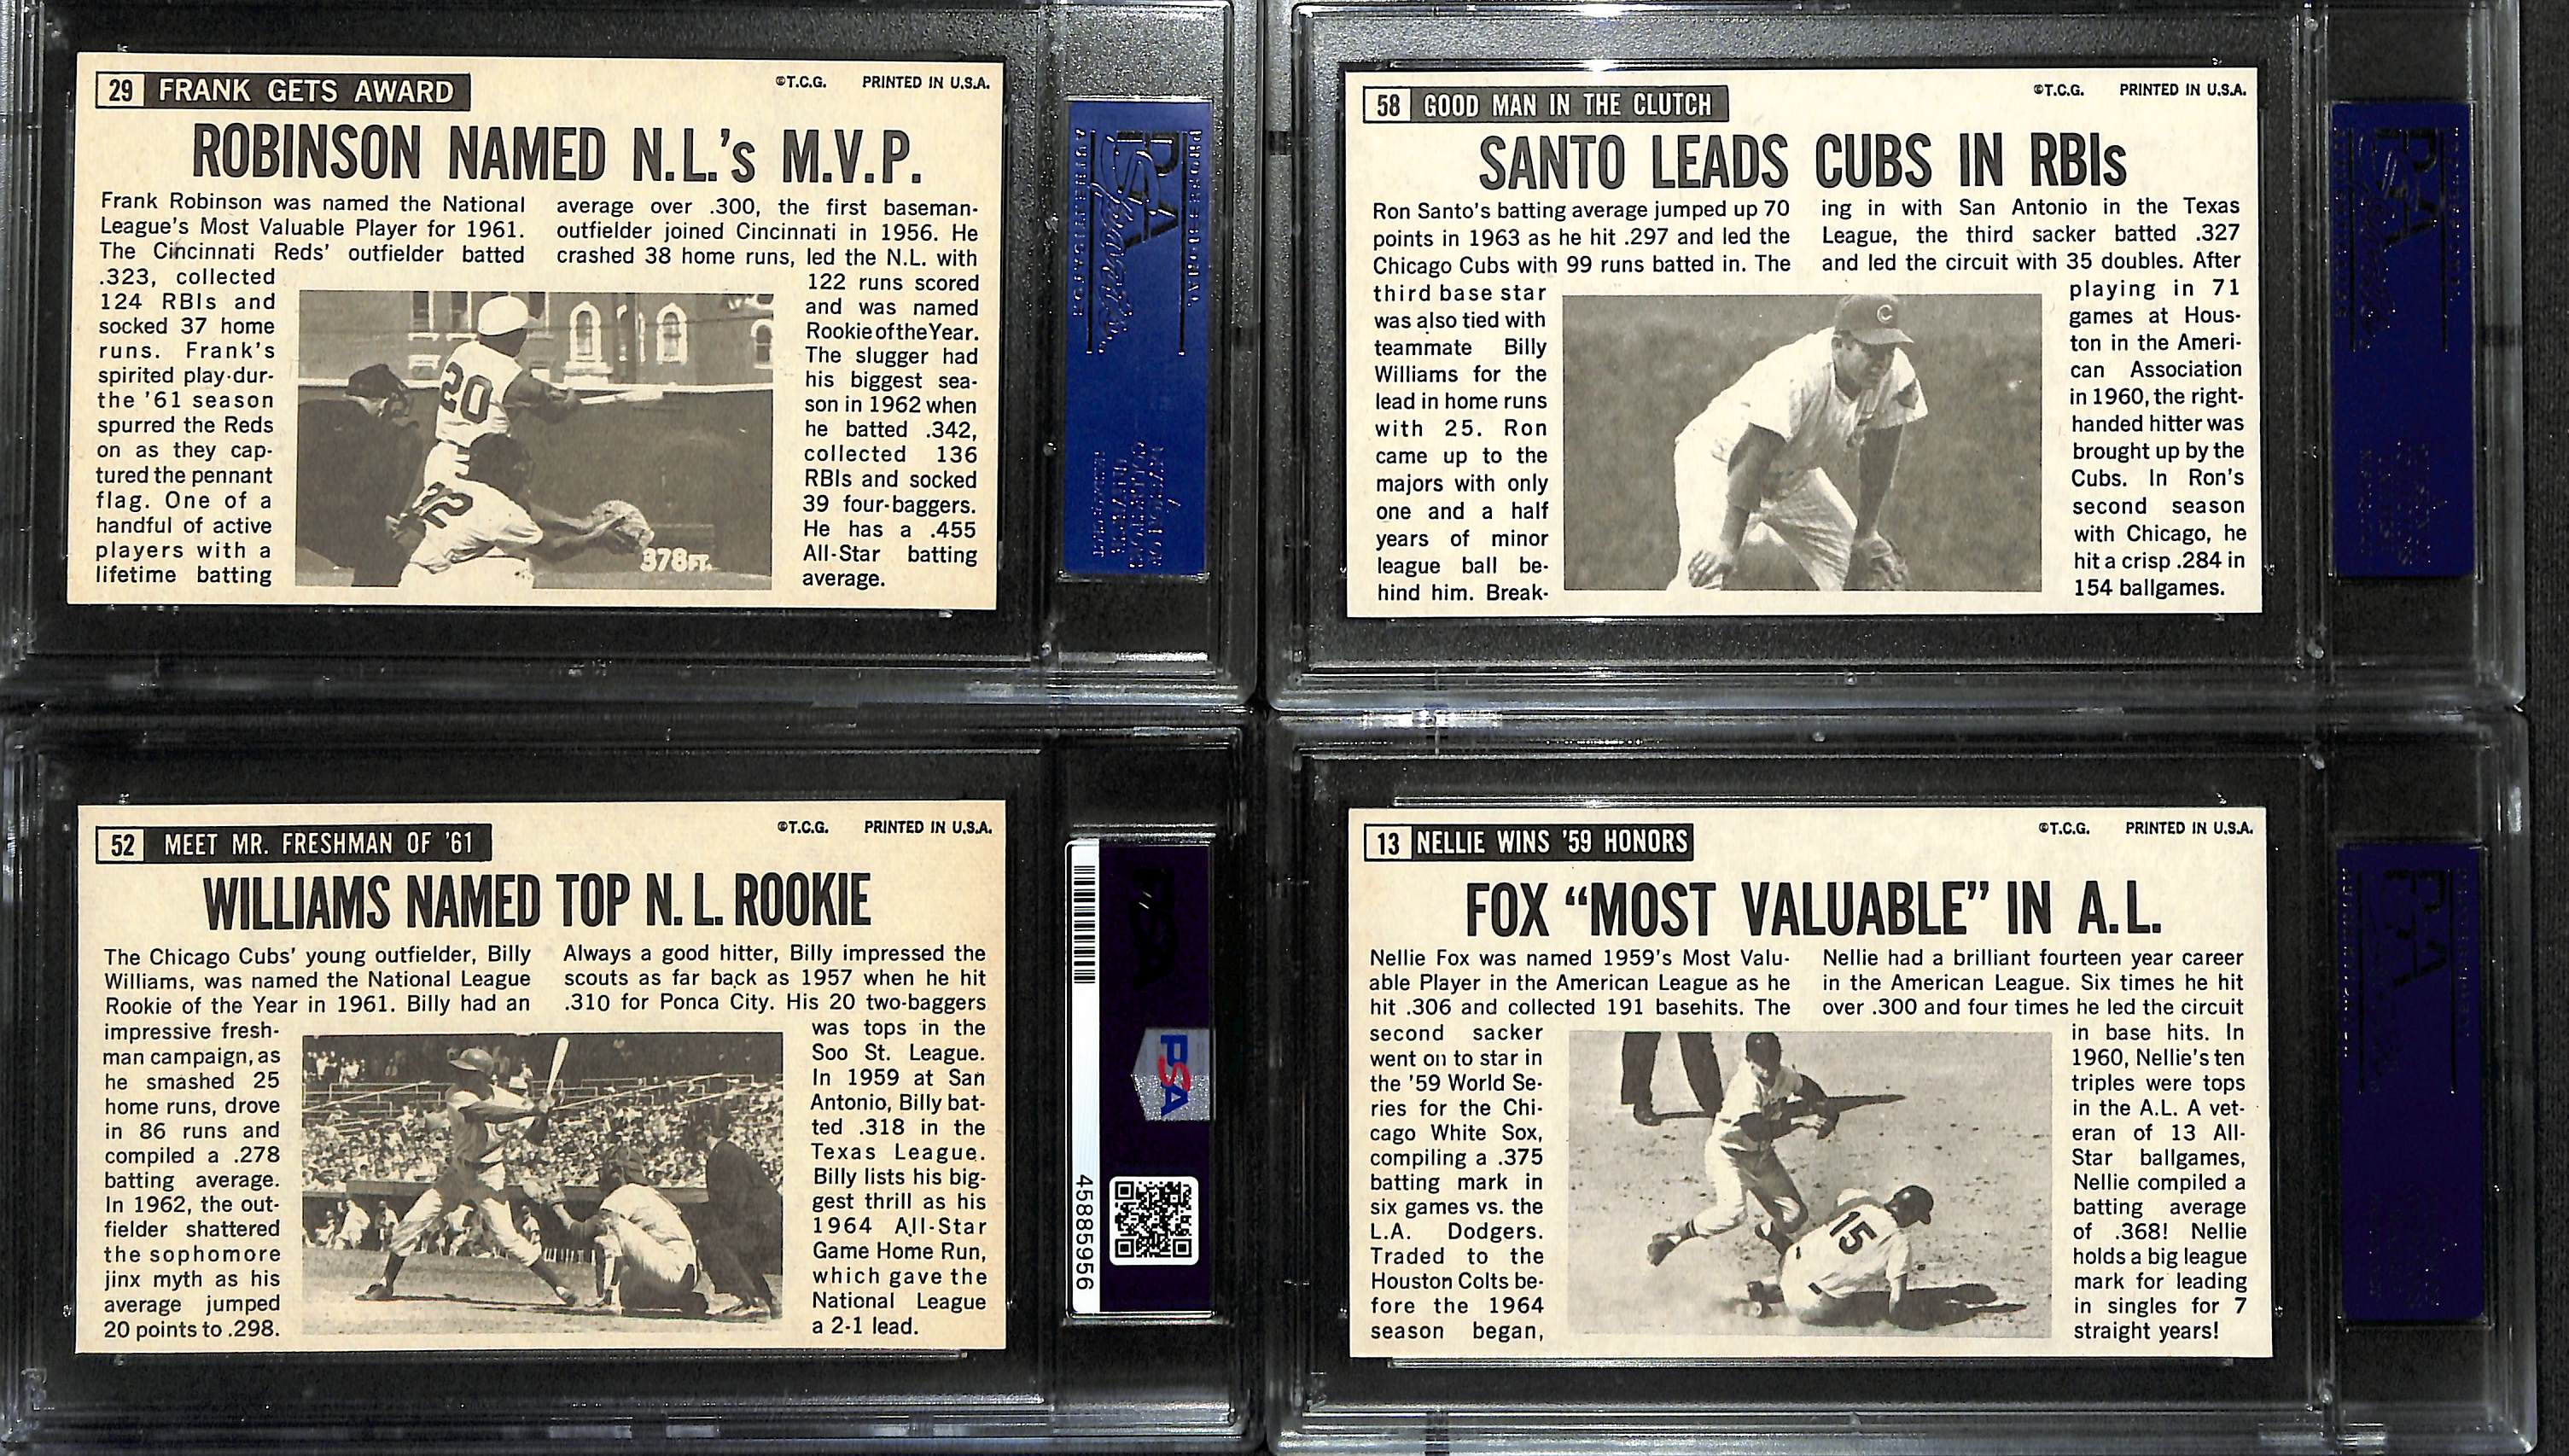 29 FRANK GETS AWARD
©T.C.G. PRINTED IN U.S.A.
ROBINSON NAMED N.L.'s M.V.P.
Frank Robinson was named the National
League's Most Valuable Player for 1961.
The Cincinnati Reds' outfielder batted
.323, collected
124 RBIs and
socked 37 home
runs. Frank's
spirited play-dur-
the '61 season
spurred the Reds
on as they cap-
tured the pennant
flag. One of a
handful of active
players with a
lifetime batting
average over .300, the first baseman-
outfielder joined Cincinnati in 1956. He
crashed 38 home runs, led the N.L. with
122 runs scored
and was named
Rookie of the Year.
The slugger had
his biggest sea-
son in 1962 when
he batted .342,
collected 136
RBIs and socked
39 four-baggers.
He has a .455
All-Star batting
average.
20
22
378FT.
58 GOOD MAN IN THE CLUTCH
©T.C.G. PRINTED IN U.S.A.
SANTO LEADS CUBS IN RBIs
Ron Santo's batting average jumped up 70
points in 1963 as he hit .297 and led the
Chicago Cubs with 99 runs batted in. The
third base star
was also tied with
teammate Billy
Williams for the
lead in home runs
with 25. Ron
came up to the
majors with only
one and a half
years of minor
league ball be-
hind him. Break-
ing in with San Antonio in the Texas
League, the third sacker batted .327
and led the circuit with 35 doubles. After
playing in 71
games at Hous-
ton in the Ameri-
can Association
in 1960, the right-
handed hitter was
brought up by the
Cubs. In Ron's
second season
with Chicago, he
hit a crisp .284 in
154 ballgames.
C
52 MEET MR. FRESHMAN OF '61
©T.C.G. PRINTED IN U.S.A.
WILLIAMS NAMED TOP N. L. ROOKIE
The Chicago Cubs' young outfielder, Billy
Williams, was named the National League
Rookie of the Year in 1961. Billy had an
impressive fresh-
man campaign, as
he smashed 25
home runs, drove
in 86 runs and
compiled a .278
batting average.
In 1962, the out-
fielder shattered
the sophomore
jinx myth as his
average jumped
20 points to .298.
Always a good hitter, Billy impressed the
scouts as far back as 1957 when he hit
.310 for Ponca City. His 20 two-baggers
was tops in the
Soo St. League.
In 1959 at San
Antonio, Billy bat-
ted .318 in the
Texas League.
Billy lists his big-
gest thrill as his
1964 All-Star
Game Home Run,
which gave the
National League
a 2-1 lead.
PSA
45885956
13 NELLIE WINS '59 HONORS
©T.C.G. PRINTED IN U.S.A.
FOX "MOST VALUABLE" IN A.L.
Nellie Fox was named 1959's Most Valu-
able Player in the American League as he
hit .306 and collected 191 basehits. The
second sacker
went on to star in
the '59 World Se-
ries for the Chi-
cago White Sox,
compiling a .375
batting mark in
six games vs. the
L.A. Dodgers.
Traded to the
Houston Colts be-
fore the 1964
season began,
Nellie had a brilliant fourteen year career
in the American League. Six times he hit
over .300 and four times he led the circuit
in base hits. In
1960, Nellie's ten
triples were tops
in the A.L. A vet-
eran of 13 All-
Star ballgames,
Nellie compiled a
batting average
of .368! Nellie
holds a big league
mark for leading
in singles for 7
straight years!
15